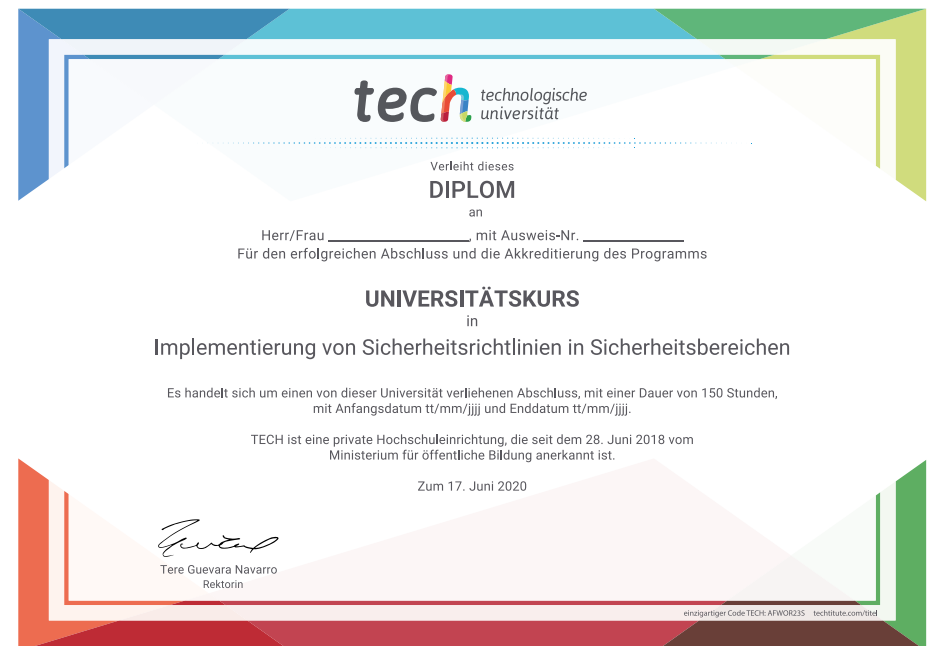 tech technologische
universität
Verleiht dieses
DIPLOM
an
Herr/Frau ____________, mit Ausweis-Nr. ____________
Für den erfolgreichen Abschluss und die Akkreditierung des Programms
UNIVERSITÄTSKURS
in
Implementierung von Sicherheitsrichtlinien in Sicherheitsbereichen
Es handelt sich um einen von dieser Universität verliehenen Abschluss, mit einer Dauer von 150 Stunden,
mit Anfangsdatum tt/mm/jjjj und Enddatum tt/mm/jjjj.
TECH ist eine private Hochschuleinrichtung, die seit dem 28. Juni 2018 vom
Ministerium für öffentliche Bildung anerkannt ist.
Zum 17. Juni 2020
Tere Guevara Navarro
Rektorin
einzigartiger Code TECH: AFWOR23S techtitute.com/titel